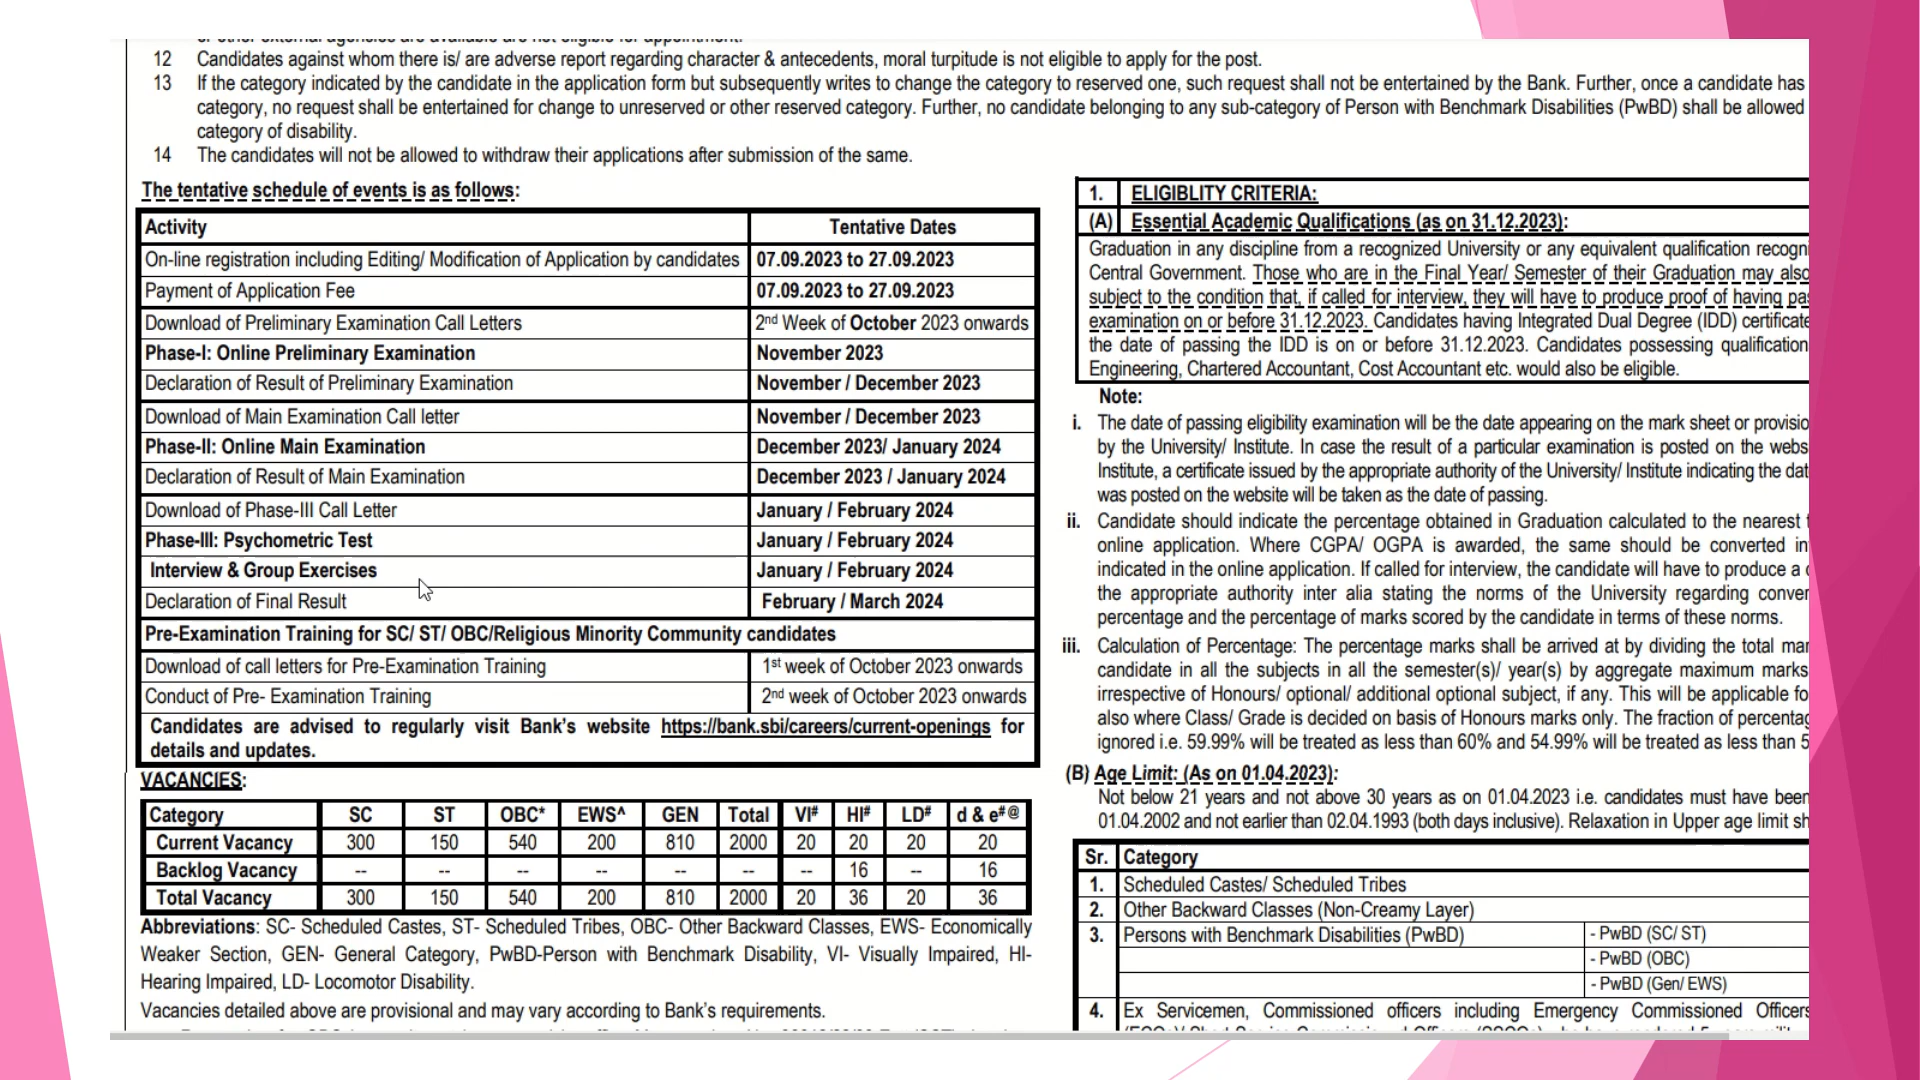 12 Candidates against whom there is/ are adverse report regarding character & antecedents, moral turpitude is not eligible to apply for the post.
13 If the category indicated by the candidate in the application form but subsequently writes to change the category to reserved one, such request shall not be entertained by the Bank. Further, once a candidate has
category, no request shall be entertained for change to unreserved or other reserved category. Further, no candidate belonging to any sub-category of Person with Benchmark Disabilities (PwBD) shall be allowed
category of disability.
14 The candidates will not be allowed to withdraw their applications after submission of the same.
The tentative schedule of events is as follows:
Activity Tentative Dates
On-line registration including Editing/ Modification of Application by candidates 07.09.2023 to 27.09.2023
Payment of Application Fee 07.09.2023 to 27.09.2023
Download of Preliminary Examination Call Letters 2nd Week of October 2023 onwards
Phase-I: Online Preliminary Examination November 2023
Declaration of Result of Preliminary Examination November / December 2023
Download of Main Examination Call letter November / December 2023
Phase-II: Online Main Examination December 2023/ January 2024
Declaration of Result of Main Examination December 2023 / January 2024
Download of Phase-III Call Letter January / February 2024
Phase-III: Psychometric Test January / February 2024
Interview & Group Exercises January / February 2024
Declaration of Final Result February / March 2024
Pre-Examination Training for SC/ ST/ OBC/Religious Minority Community candidates
Download of call letters for Pre-Examination Training 1st week of October 2023 onwards
Conduct of Pre- Examination Training 2nd week of October 2023 onwards
Candidates are advised to regularly visit Bank's website https://bank.sbi/careers/current-openings for
details and updates.
VACANCIES:
Category SC ST OBC* EWS^ GEN Total VI# HI# LD# d & e#@
Current Vacancy 300 150 540 200 810 2000 20 20 20 20
Backlog Vacancy -- -- -- -- -- -- -- 16 -- 16
Total Vacancy 300 150 540 200 810 2000 20 36 20 36
Abbreviations: SC- Scheduled Castes, ST- Scheduled Tribes, OBC- Other Backward Classes, EWS- Economically
Weaker Section, GEN- General Category, PwBD-Person with Benchmark Disability, VI- Visually Impaired, HI-
Hearing Impaired, LD- Locomotor Disability.
Vacancies detailed above are provisional and may vary according to Bank's requirements.
1. ELIGIBLITY CRITERIA:
(A) Essential Academic Qualifications (as on 31.12.2023):
Graduation in any discipline from a recognized University or any equivalent qualification recogni
Central Government. Those who are in the Final Year/ Semester of their Graduation may also
subject to the condition that, if called for interview, they will have to produce proof of having pas
examination on or before 31.12.2023. Candidates having Integrated Dual Degree (IDD) certificate
the date of passing the IDD is on or before 31.12.2023. Candidates possessing qualification
Engineering, Chartered Accountant, Cost Accountant etc. would also be eligible.
Note:
i. The date of passing eligibility examination will be the date appearing on the mark sheet or provisio
by the University/ Institute. In case the result of a particular examination is posted on the webs
Institute, a certificate issued by the appropriate authority of the University/ Institute indicating the dat
was posted on the website will be taken as the date of passing.
ii. Candidate should indicate the percentage obtained in Graduation calculated to the nearest
online application. Where CGPA/ OGPA is awarded, the same should be converted in
indicated in the online application. If called for interview, the candidate will have to produce a
the appropriate authority inter alia stating the norms of the University regarding conver
percentage and the percentage of marks scored by the candidate in terms of these norms.
iii. Calculation of Percentage: The percentage marks shall be arrived at by dividing the total mar
candidate in all the subjects in all the semester(s)/ year(s) by aggregate maximum marks
irrespective of Honours/ optional/ additional optional subject, if any. This will be applicable fo
also where Class/ Grade is decided on basis of Honours marks only. The fraction of percentag
ignored i.e. 59.99% will be treated as less than 60% and 54.99% will be treated as less than 5
(B) Age Limit: (As on 01.04.2023):
Not below 21 years and not above 30 years as on 01.04.2023 i.e. candidates must have been
01.04.2002 and not earlier than 02.04.1993 (both days inclusive). Relaxation in Upper age limit sh
Sr. Category
1. Scheduled Castes/ Scheduled Tribes
2. Other Backward Classes (Non-Creamy Layer)
3. Persons with Benchmark Disabilities (PwBD) - PwBD (SC/ ST)
- PwBD (OBC)
- PwBD (Gen/ EWS)
4. Ex Servicemen, Commissioned officers including Emergency Commissioned Officers